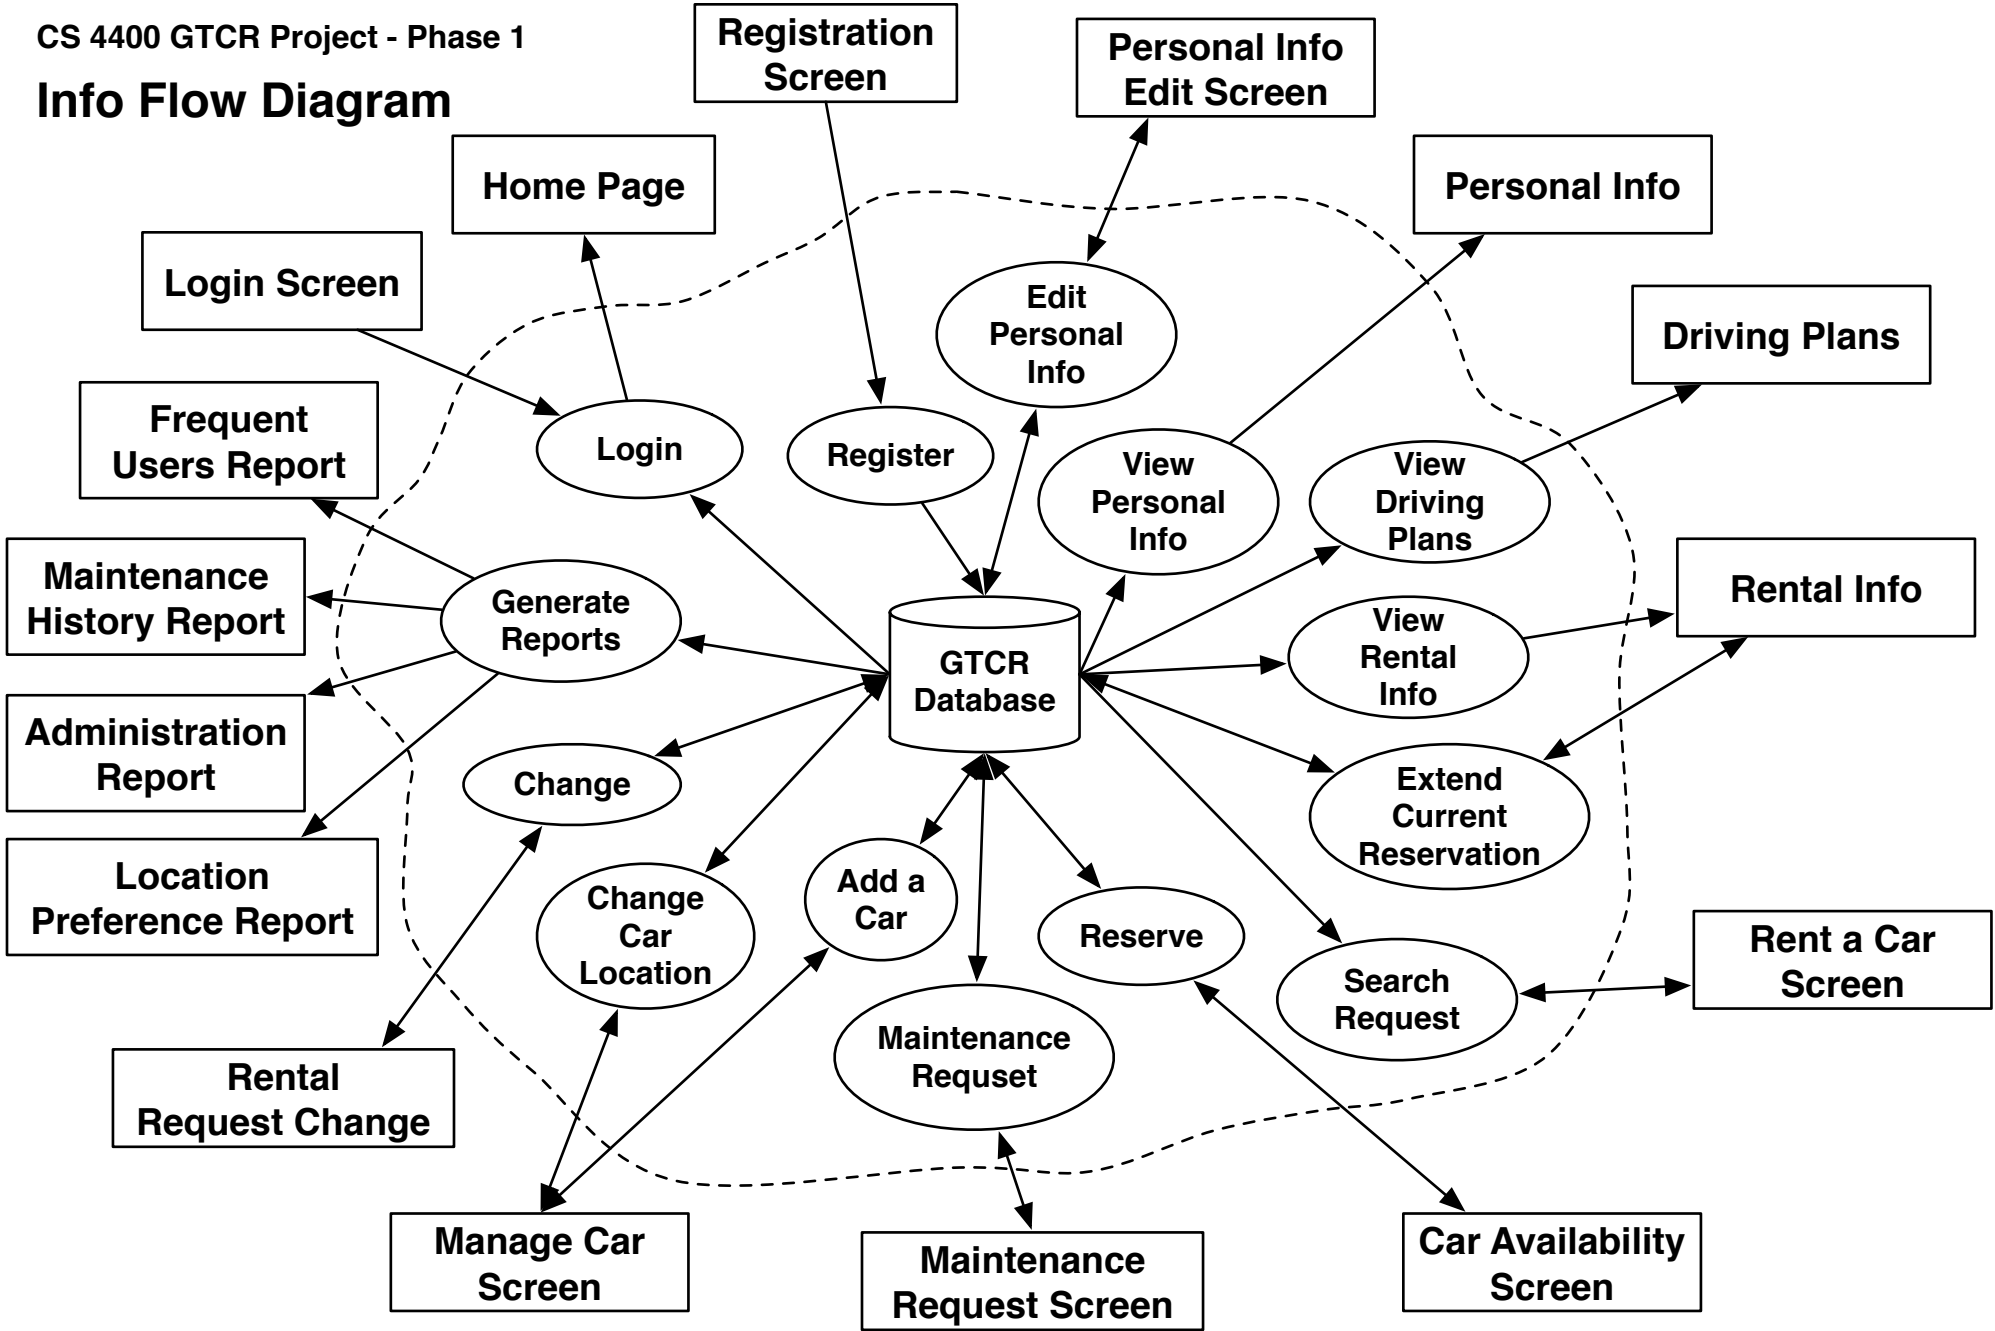 CS 4400 GTCR Project - Phase 1
Info Flow Diagram
Registration
Screen
Personal Info
Edit Screen
Home Page
Personal Info
Login Screen
Driving Plans
Frequent
Users Report
Login
Register
Edit
Personal
Info
View
Personal
Info
View
Driving
Plans
Maintenance
History Report
Generate
Reports
GTCR
Database
View
Rental
Info
Rental Info
Administration
Report
Change
Extend
Current
Reservation
Location
Preference Report
Change
Car
Location
Add a
Car
Reserve
Search
Request
Rent a Car
Screen
Maintenance
Requset
Rental
Request Change
Manage Car
Screen
Maintenance
Request Screen
Car Availability
Screen